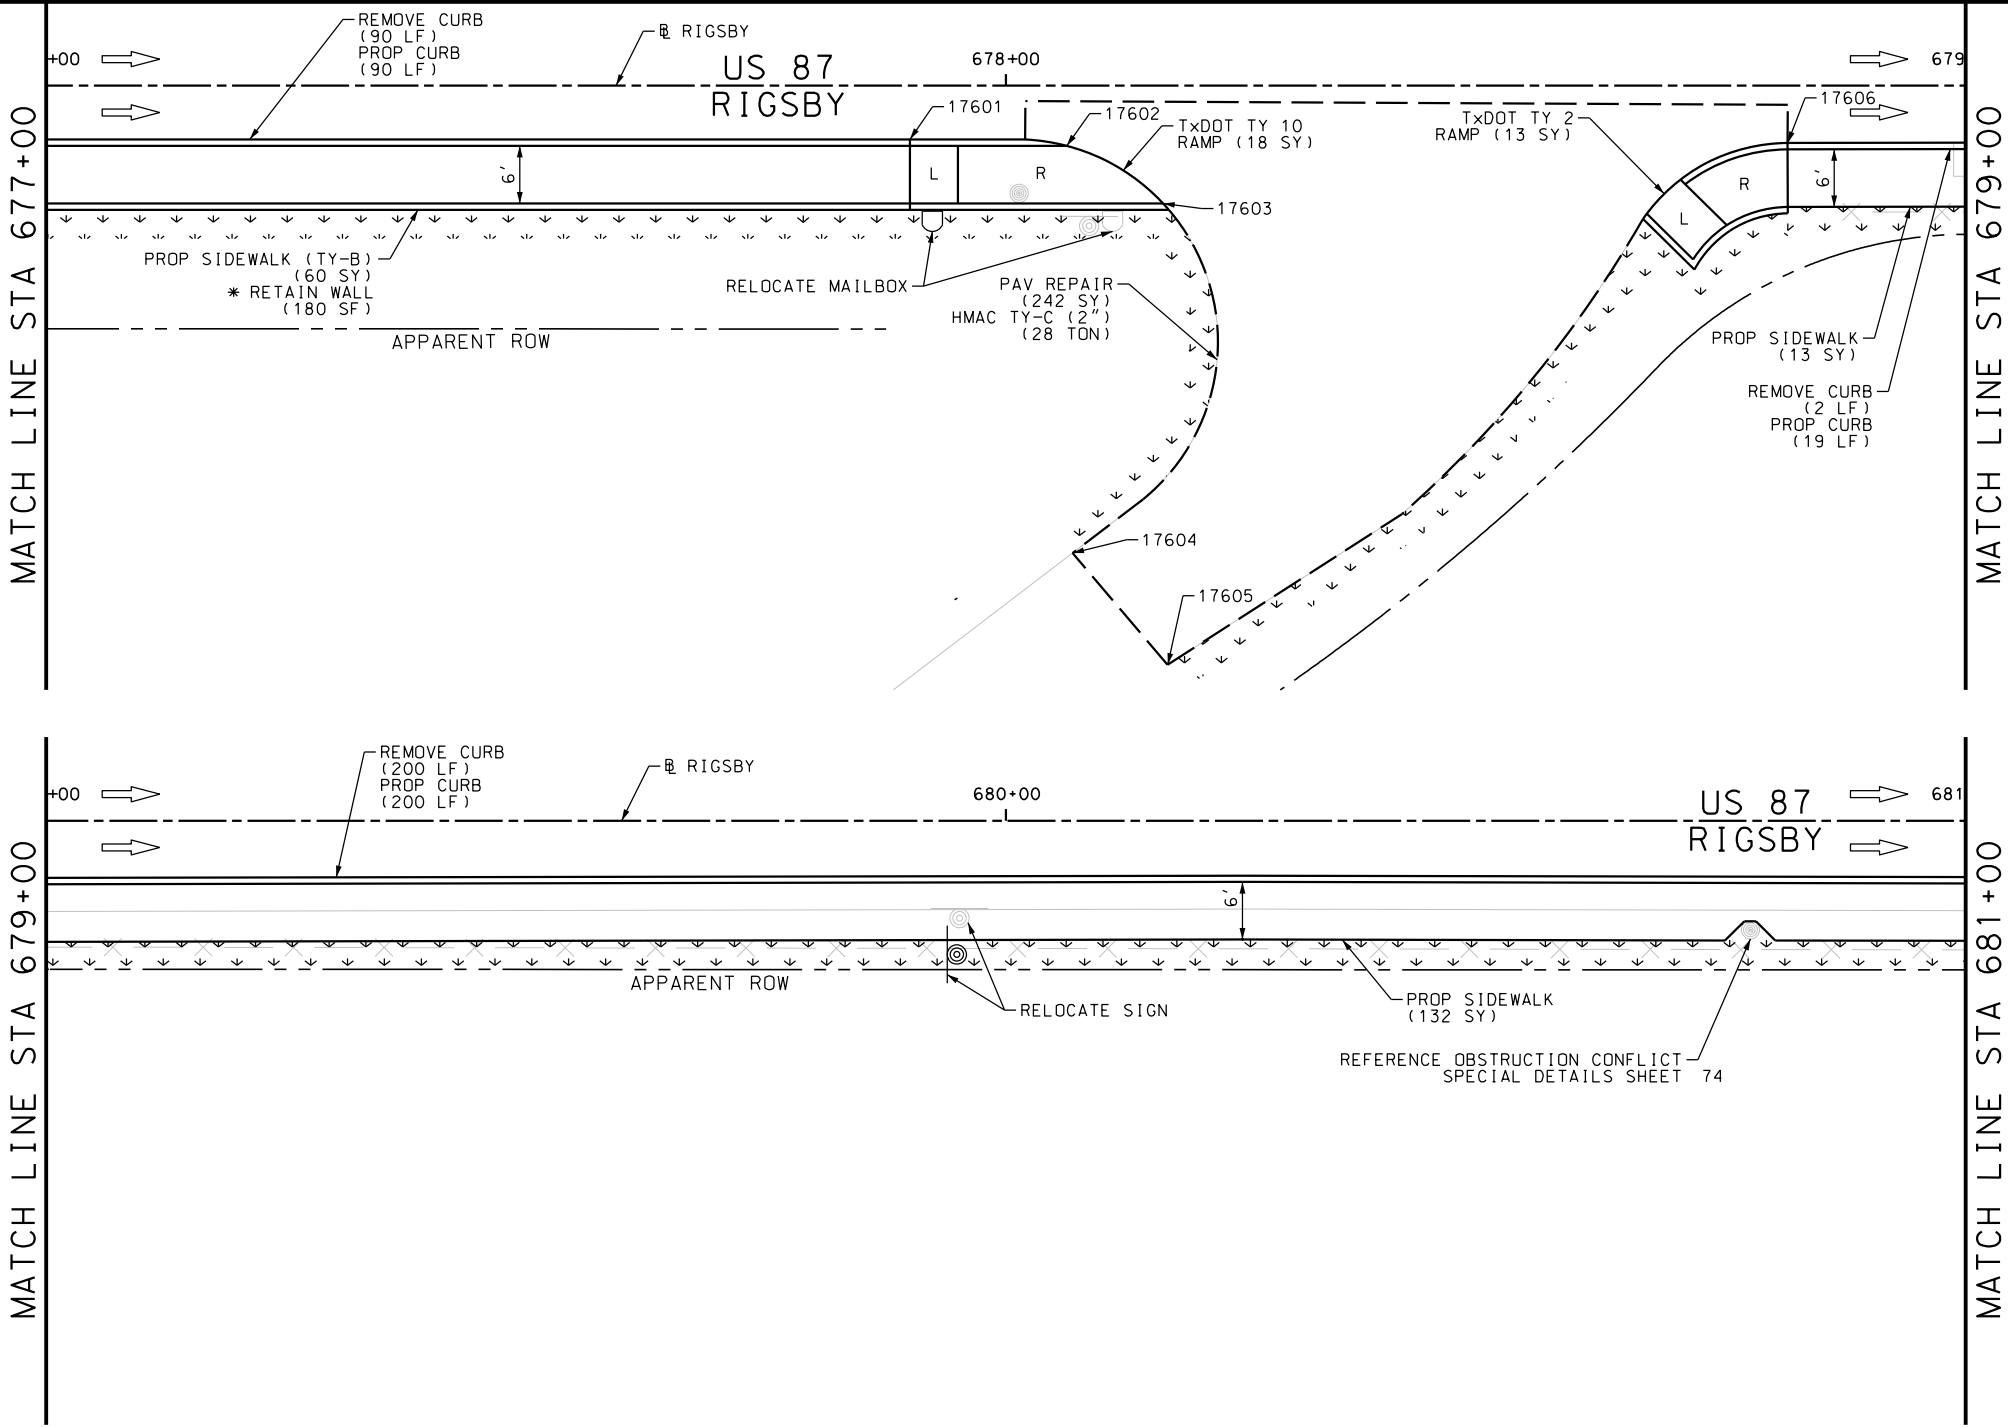 REMOVE CURB
(90 LF)
PROP CURB
(90 LF)
℄ RIGSBY
+00
US 87
RIGSBY
678+00
679
17601
17602
TxDOT TY 10
RAMP (18 SY)
TxDOT TY 2
RAMP (13 SY)
17606
6'
L
R
17603
R
L
6'
PROP SIDEWALK (TY-B)
(60 SY)
* RETAIN WALL
(180 SF)
RELOCATE MAILBOX
PAV REPAIR
(242 SY)
HMAC TY-C (2")
(28 TON)
APPARENT ROW
PROP SIDEWALK
(13 SY)
REMOVE CURB
(2 LF)
PROP CURB
(19 LF)
17604
17605
MATCH LINE STA 677+00
MATCH LINE STA 679+00
REMOVE CURB
(200 LF)
PROP CURB
(200 LF)
℄ RIGSBY
+00
680+00
US 87
RIGSBY
681
6'
APPARENT ROW
RELOCATE SIGN
PROP SIDEWALK
(132 SY)
REFERENCE OBSTRUCTION CONFLICT
SPECIAL DETAILS SHEET 74
MATCH LINE STA 679+00
MATCH LINE STA 681+00